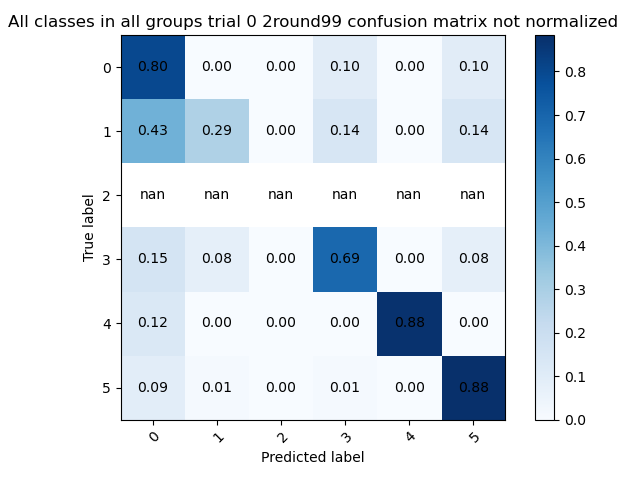 All classes in all groups trial 0 2round99 confusion matrix not normalized
0 0.80 0.00 0.00 0.10 0.00 0.10
1 0.43 0.29 0.00 0.14 0.00 0.14
2 nan nan nan nan nan nan
3 0.15 0.08 0.00 0.69 0.00 0.08
4 0.12 0.00 0.00 0.00 0.88 0.00
5 0.09 0.01 0.00 0.01 0.00 0.88
0 1 2 3 4 5
True label
Predicted label
0.8
0.7
0.6
0.5
0.4
0.3
0.2
0.1
0.0